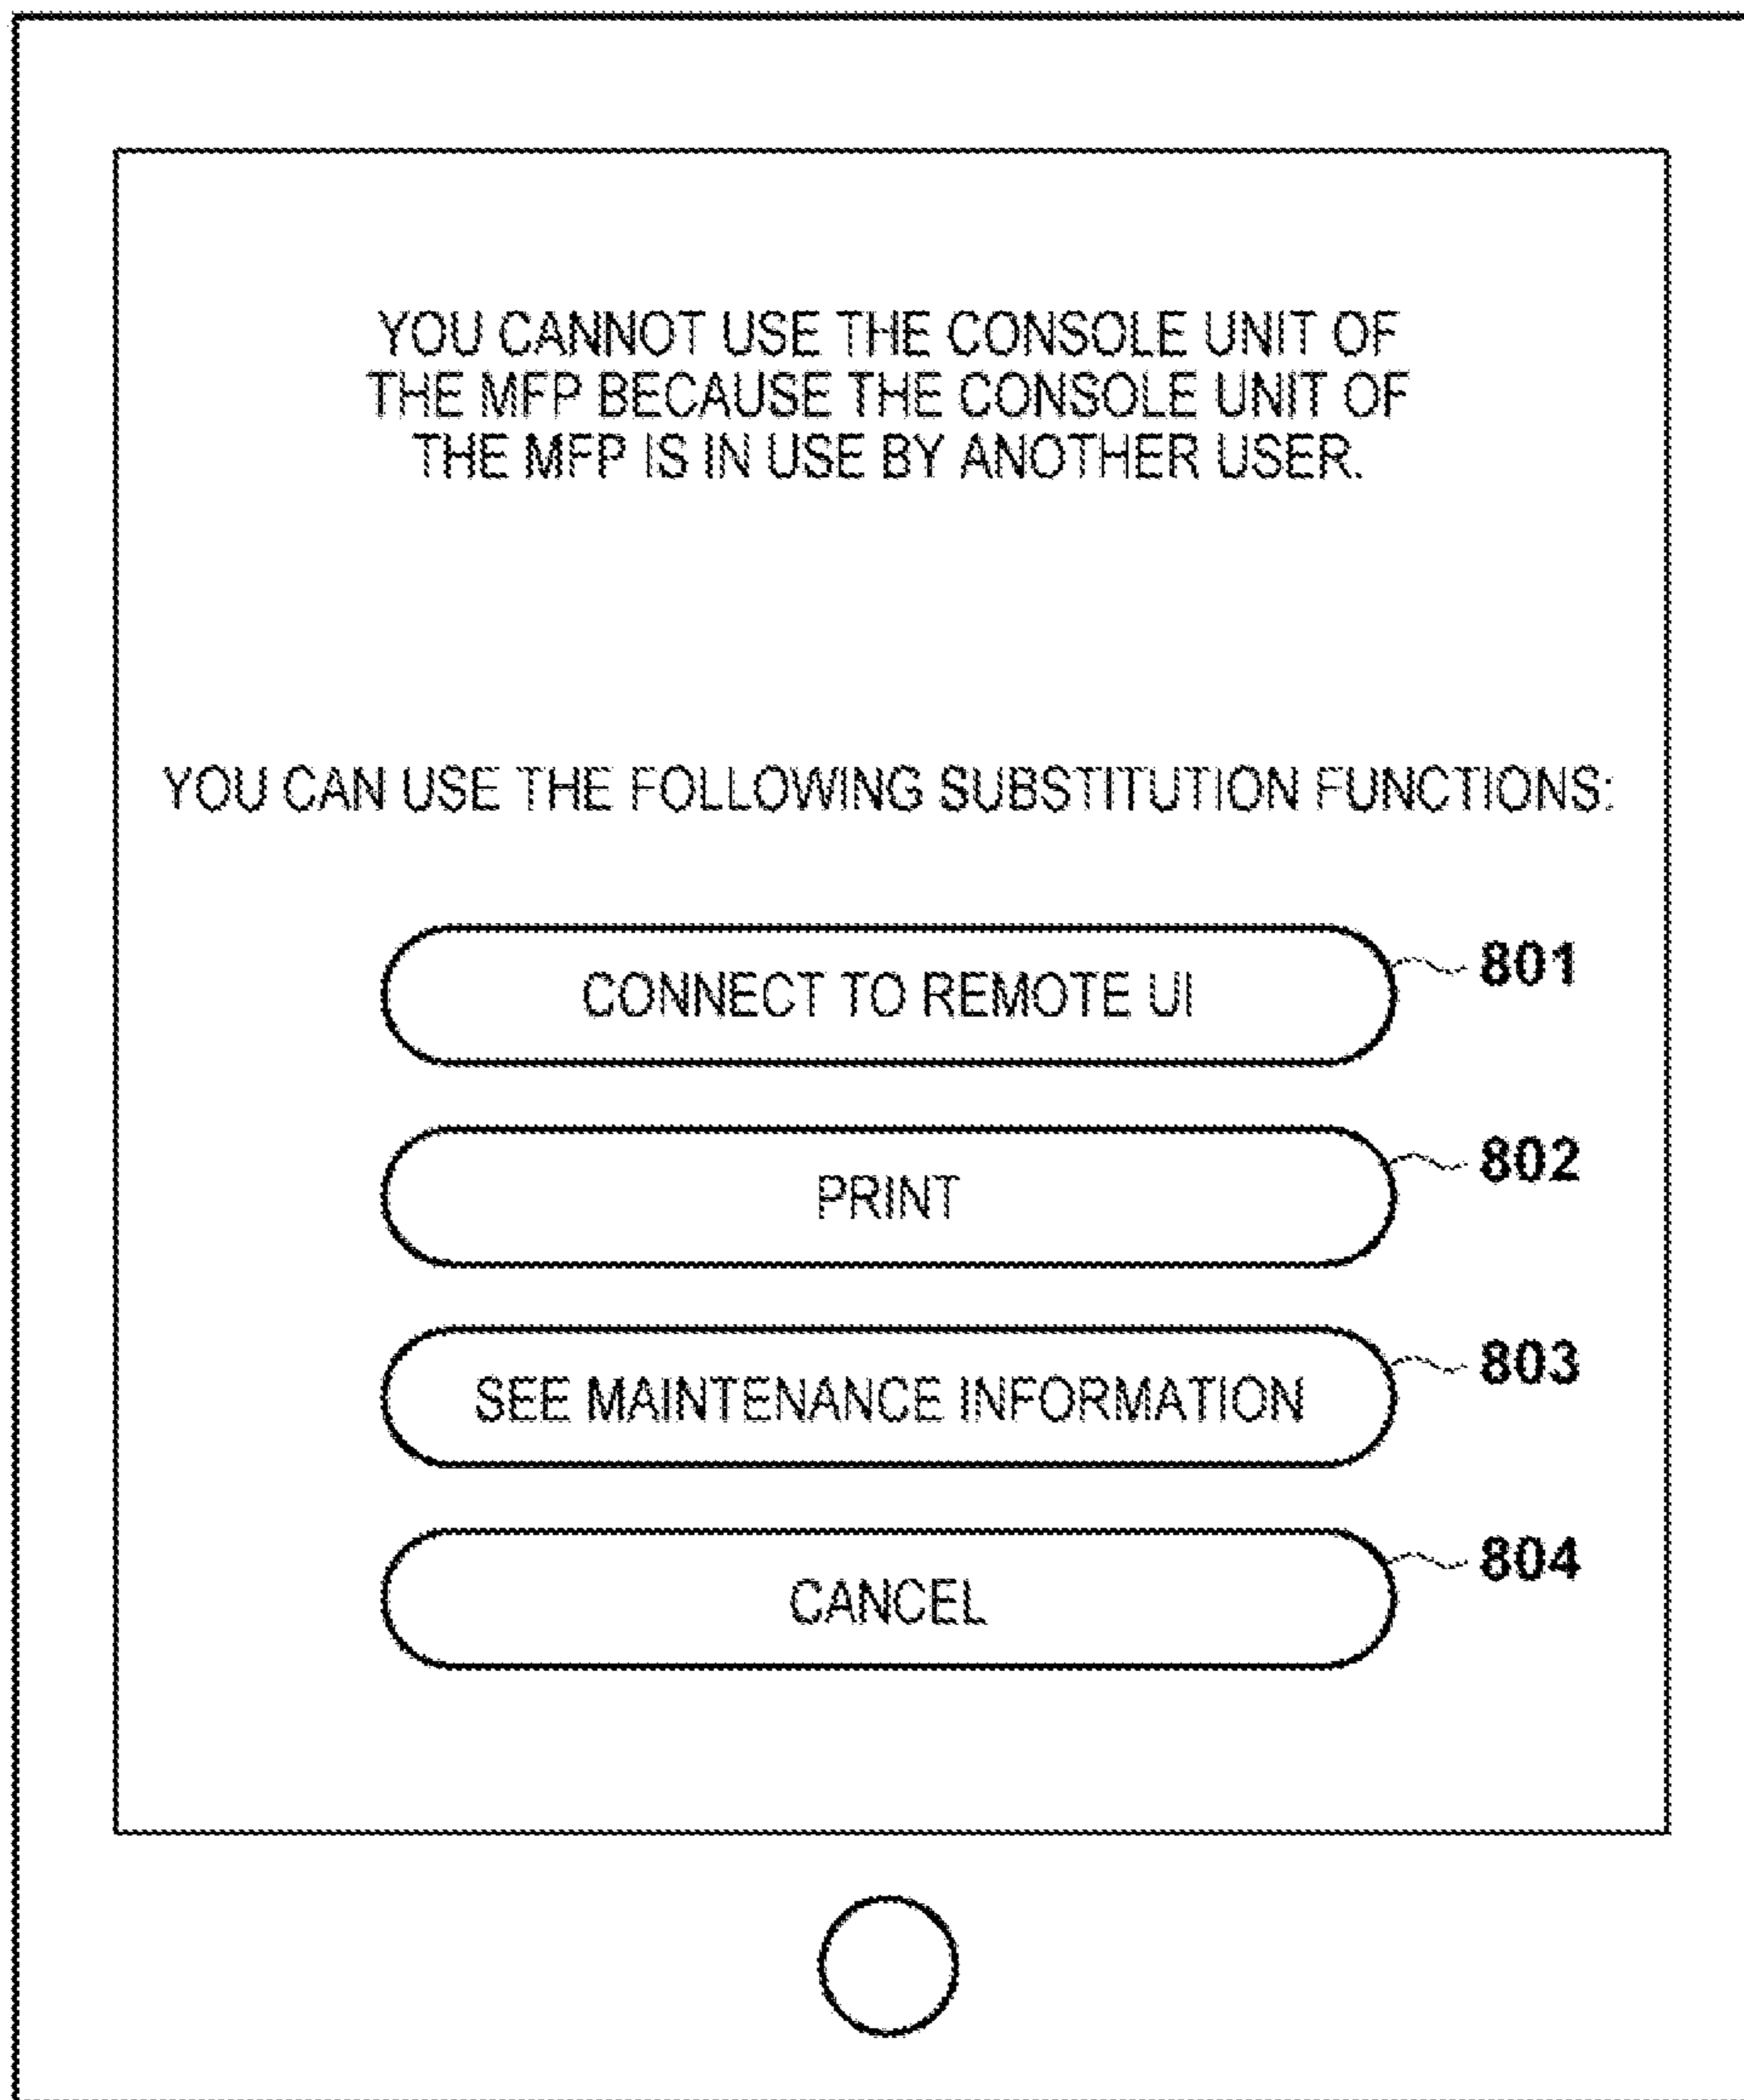 YOU CANNOT USE THE CONSOLE UNIT OF
THE MFP BECAUSE THE CONSOLE UNIT OF
THE MFP IS IN USE BY ANOTHER USER.
YOU CAN USE THE FOLLOWING SUBSTITUTION FUNCTIONS:
CONNECT TO REMOTE UI
801
PRINT
802
SEE MAINTENANCE INFORMATION
803
CANCEL
804